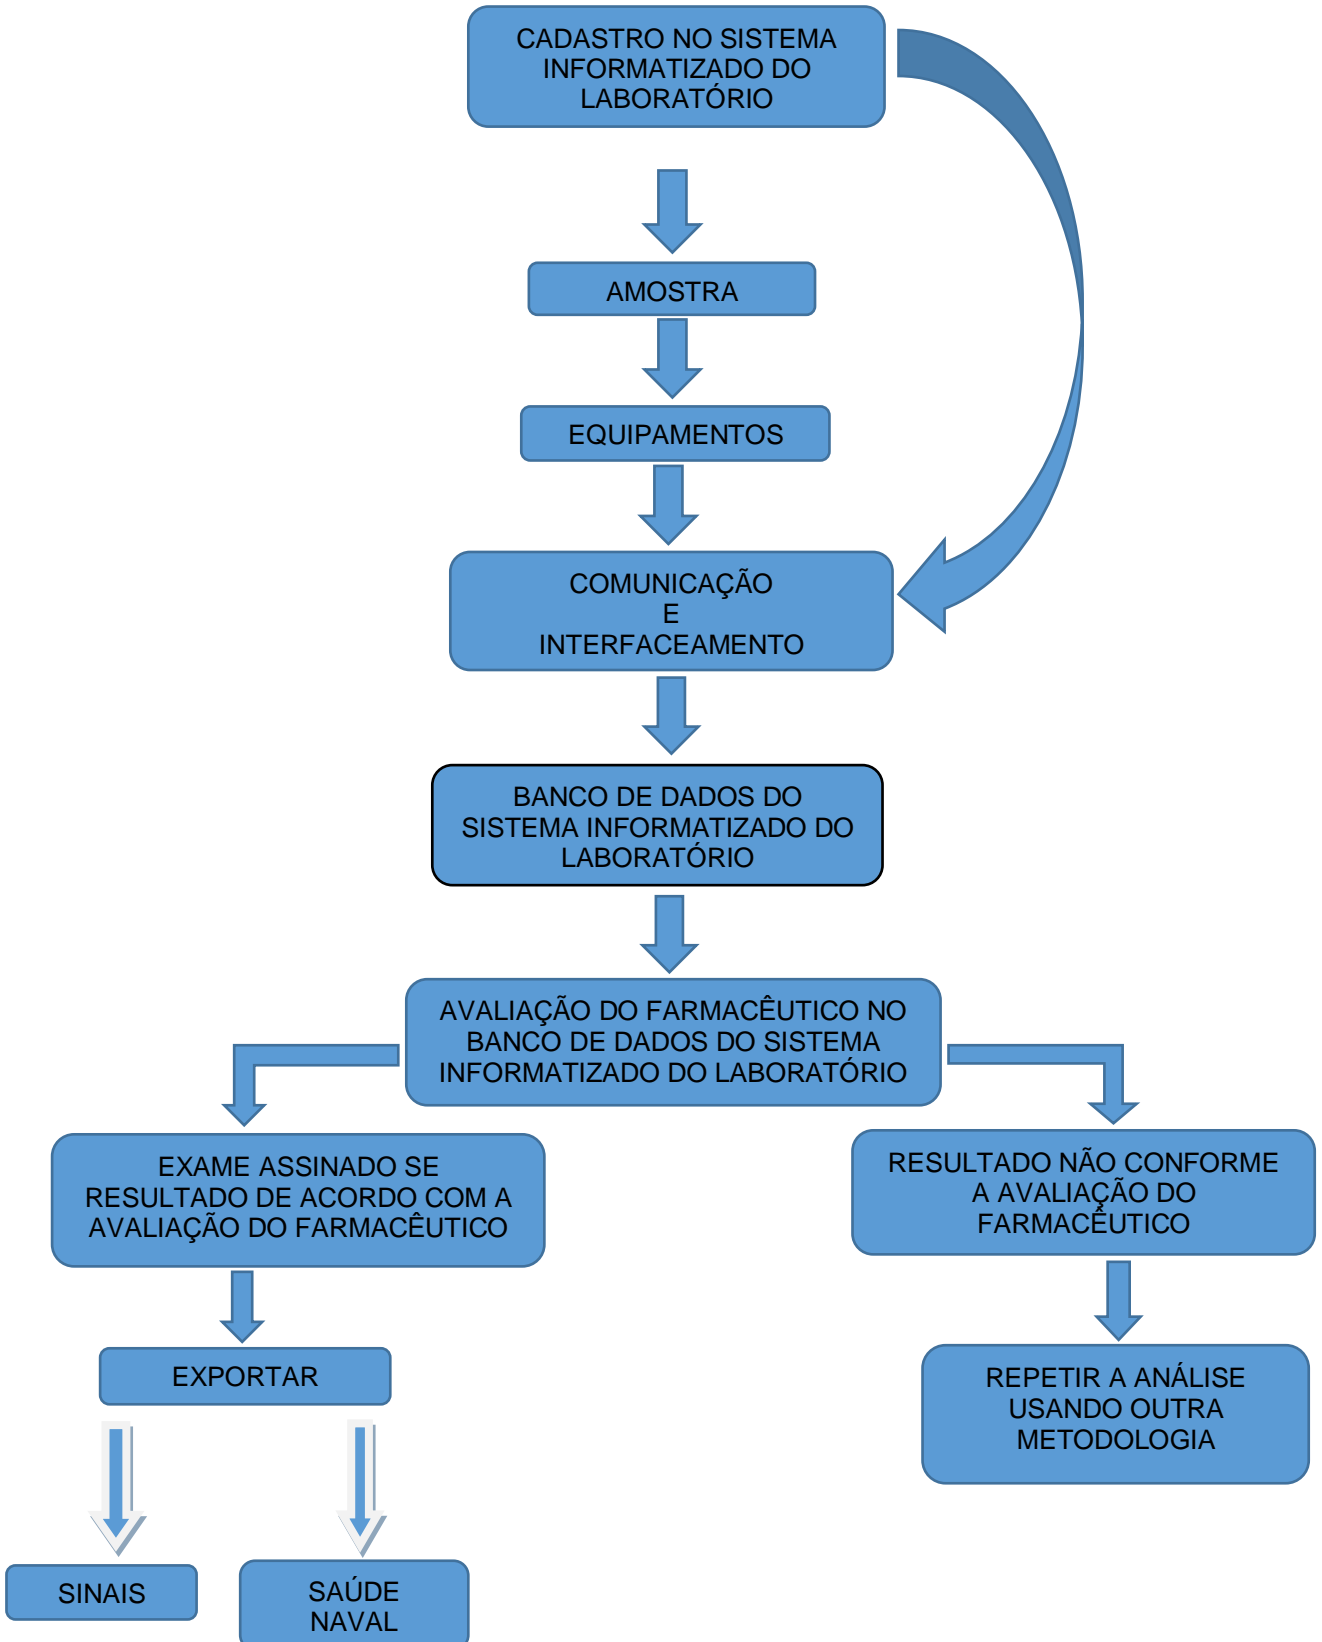 CADASTRO NO SISTEMA
INFORMATIZADO DO
LABORATÓRIO
AMOSTRA
EQUIPAMENTOS
COMUNICAÇÃO
E
INTERFACEAMENTO
BANCO DE DADOS DO
SISTEMA INFORMATIZADO DO
LABORATÓRIO
AVALIAÇÃO DO FARMACÊUTICO NO
BANCO DE DADOS DO SISTEMA
INFORMATIZADO DO LABORATÓRIO
EXAME ASSINADO SE
RESULTADO DE ACORDO COM A
AVALIAÇÃO DO FARMACÊUTICO
RESULTADO NÃO CONFORME
A AVALIAÇÃO DO
FARMACÊUTICO
EXPORTAR
REPETIR A ANÁLISE
USANDO OUTRA
METODOLOGIA
SINAIS
SAÚDE
NAVAL